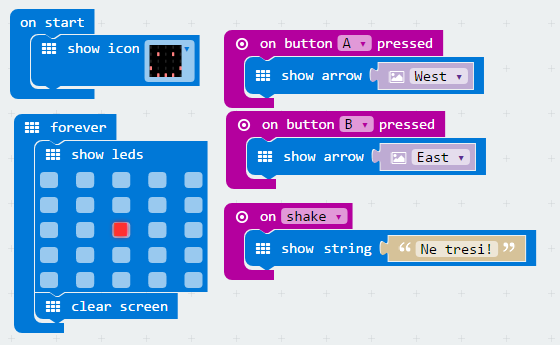 on start
show icon
forever
show leds
clear screen
on button A pressed
show arrow West
on button B pressed
show arrow East
on shake
show string “ Ne tresi! ”